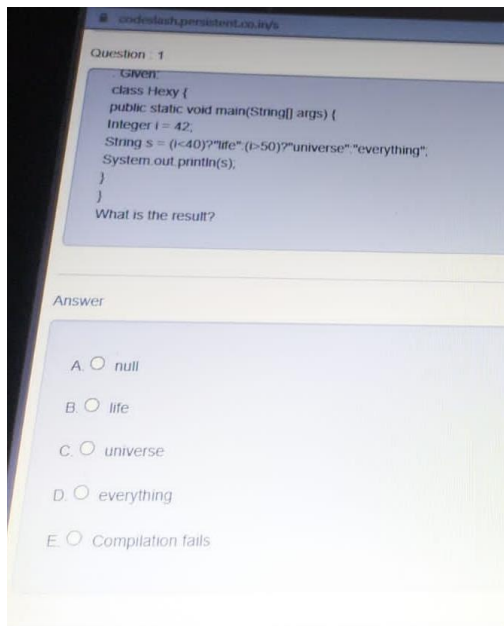 codeslash.persistent.co.in/s
Question : 1
. Given:
class Hexy {
public static void main(String[] args) {
Integer i = 42;
String s = (i<40)?"life":(i>50)?"universe":"everything";
System.out.println(s);
}
}
What is the result?
Answer
A. null
B. life
C. universe
D. everything
E. Compilation fails